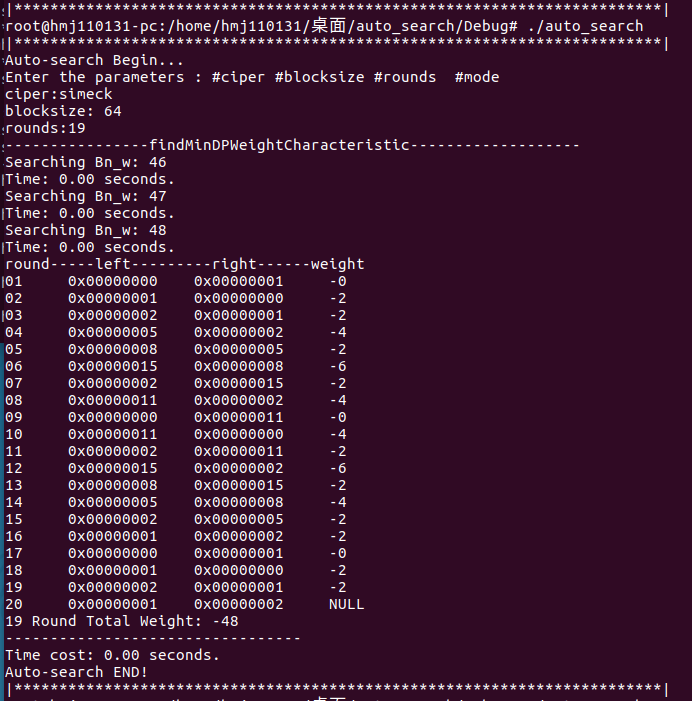 |************************************************************************|
root@hmj110131-pc:/home/hmj110131/桌面/auto_search/Debug# ./auto_search
|************************************************************************|
Auto-search Begin...
Enter the parameters : #ciper #blocksize #rounds  #mode
ciper:simeck
blocksize: 64
rounds:19
----------------findMinDPWeightCharacteristic-------------------
Searching Bn_w: 46
Time: 0.00 seconds.
Searching Bn_w: 47
Time: 0.00 seconds.
Searching Bn_w: 48
Time: 0.00 seconds.
round-----left---------right------weight
01     0x00000000    0x00000001     -0
02     0x00000001    0x00000000     -2
03     0x00000002    0x00000001     -2
04     0x00000005    0x00000002     -4
05     0x00000008    0x00000005     -2
06     0x00000015    0x00000008     -6
07     0x00000002    0x00000015     -2
08     0x00000011    0x00000002     -4
09     0x00000000    0x00000011     -0
10     0x00000011    0x00000000     -4
11     0x00000002    0x00000011     -2
12     0x00000015    0x00000002     -6
13     0x00000008    0x00000015     -2
14     0x00000005    0x00000008     -4
15     0x00000002    0x00000005     -2
16     0x00000001    0x00000002     -2
17     0x00000000    0x00000001     -0
18     0x00000001    0x00000000     -2
19     0x00000002    0x00000001     -2
20     0x00000001    0x00000002     NULL
19 Round Total Weight: -48
---------------------------------
Time cost: 0.00 seconds.
Auto-search END!
|************************************************************************|